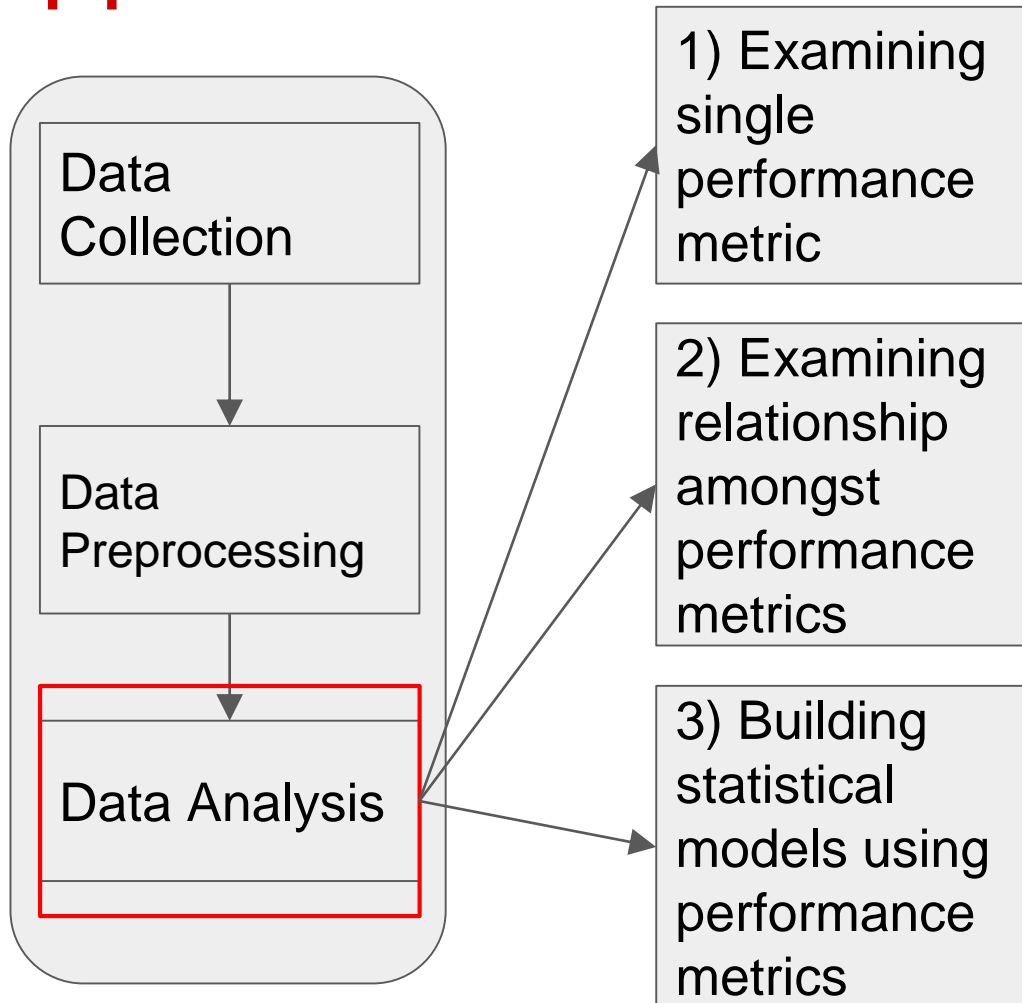 Data
Collection
Data
Preprocessing
Data Analysis
1) Examining
single
performance
metric
2) Examining
relationship
amongst
performance
metrics
3) Building
statistical
models using
performance
metrics